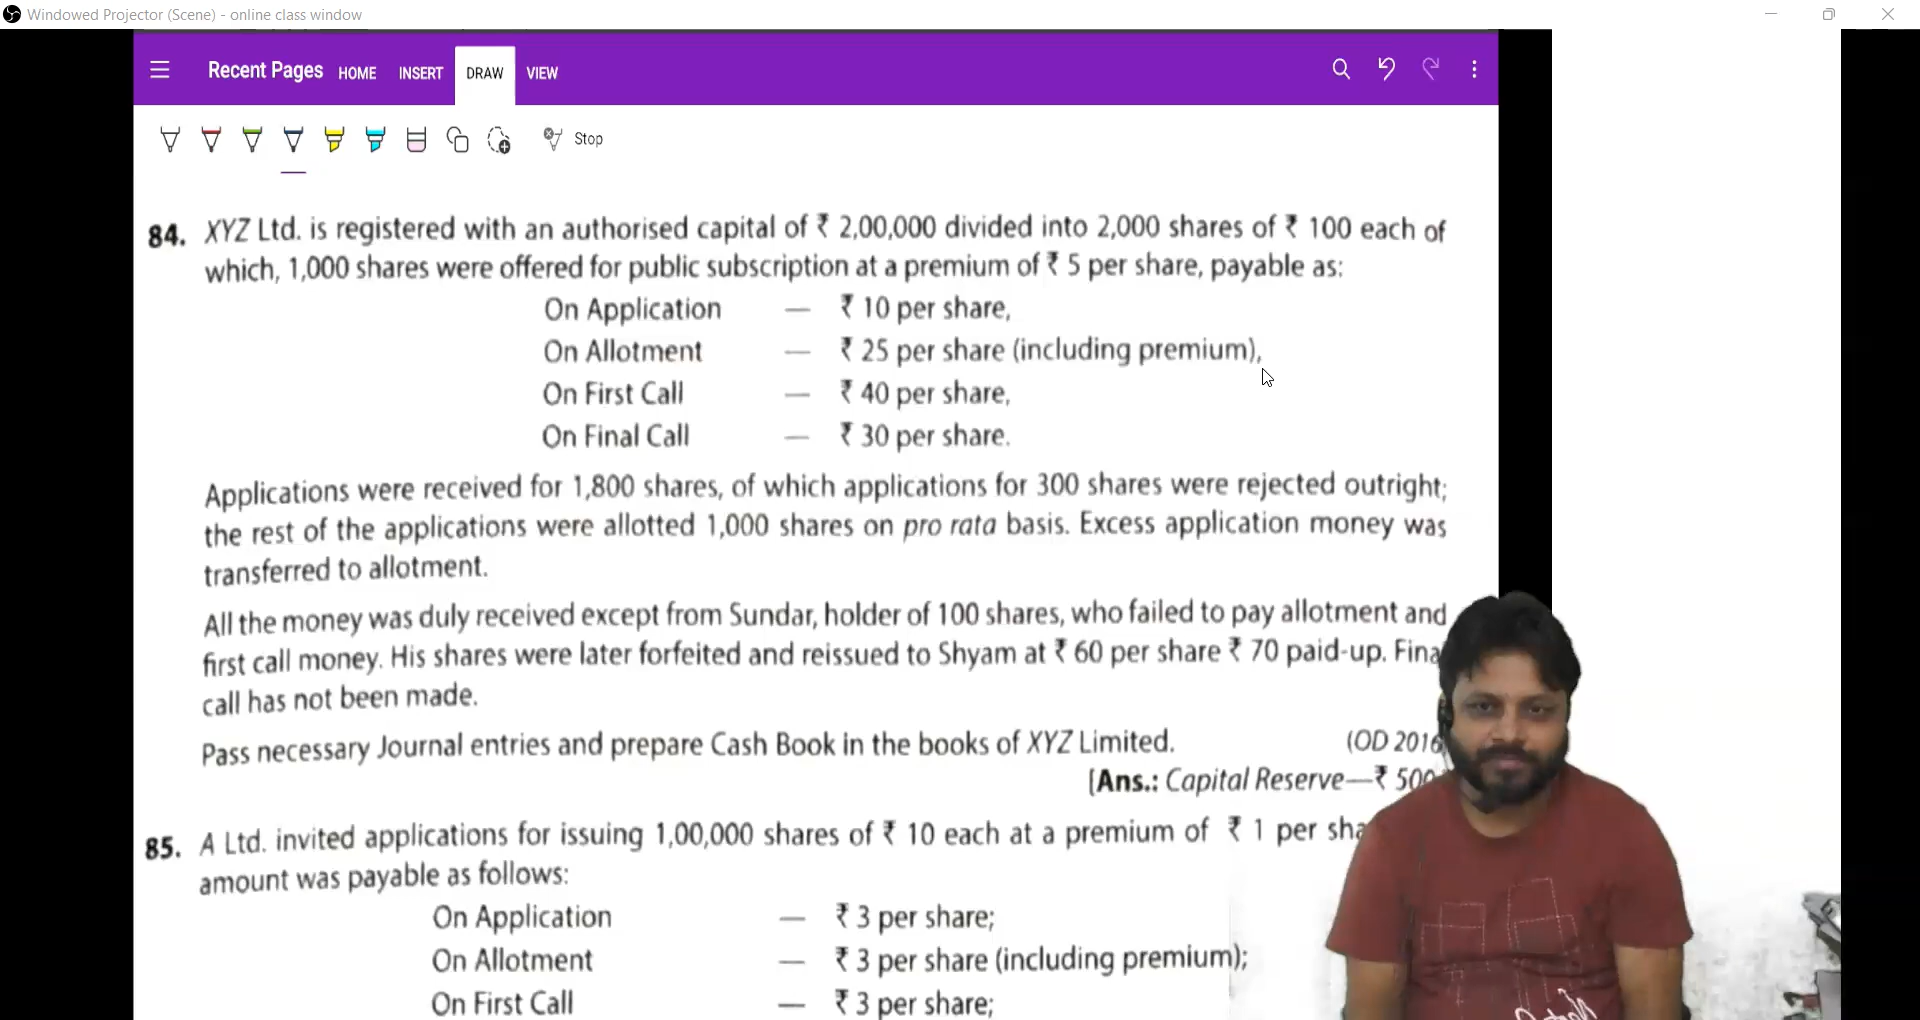 Windowed Projector (Scene) - online class window
Recent Pages HOME INSERT DRAW VIEW
Stop
84. XYZ Ltd. is registered with an authorised capital of ₹ 2,00,000 divided into 2,000 shares of ₹ 100 each of
which, 1,000 shares were offered for public subscription at a premium of ₹ 5 per share, payable as:
On Application — ₹ 10 per share,
On Allotment — ₹ 25 per share (including premium),
On First Call — ₹ 40 per share,
On Final Call — ₹ 30 per share.
Applications were received for 1,800 shares, of which applications for 300 shares were rejected outright;
the rest of the applications were allotted 1,000 shares on pro rata basis. Excess application money was
transferred to allotment.
All the money was duly received except from Sundar, holder of 100 shares, who failed to pay allotment and
first call money. His shares were later forfeited and reissued to Shyam at ₹ 60 per share ₹ 70 paid-up. Fina
call has not been made.
Pass necessary Journal entries and prepare Cash Book in the books of XYZ Limited. (OD 2016
[Ans.: Capital Reserve—₹ 500
85. A Ltd. invited applications for issuing 1,00,000 shares of ₹ 10 each at a premium of ₹ 1 per sha
amount was payable as follows:
On Application — ₹ 3 per share;
On Allotment — ₹ 3 per share (including premium);
On First Call — ₹ 3 per share;